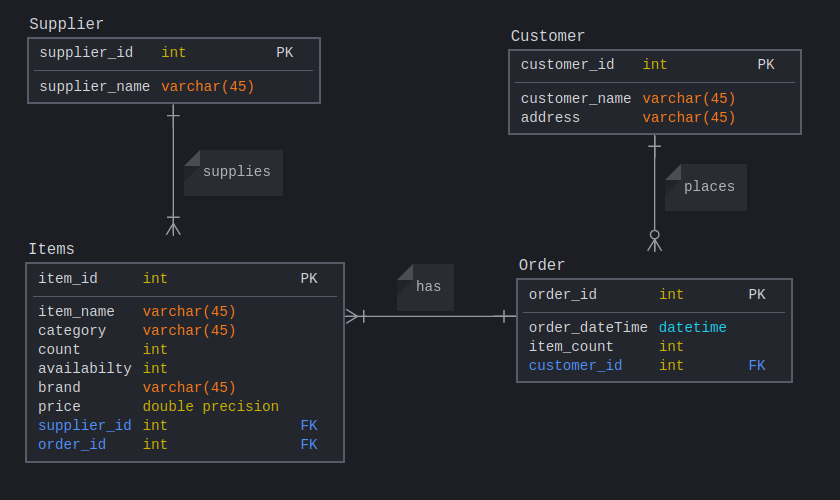 Supplier
supplier_id int PK
supplier_name varchar(45)
Customer
customer_id int PK
customer_name varchar(45)
address varchar(45)
supplies
places
Items
item_id int PK
item_name varchar(45)
category varchar(45)
count int
availabilty int
brand varchar(45)
price double precision
supplier_id int FK
order_id int FK
has
Order
order_id int PK
order_dateTime datetime
item_count int
customer_id int FK